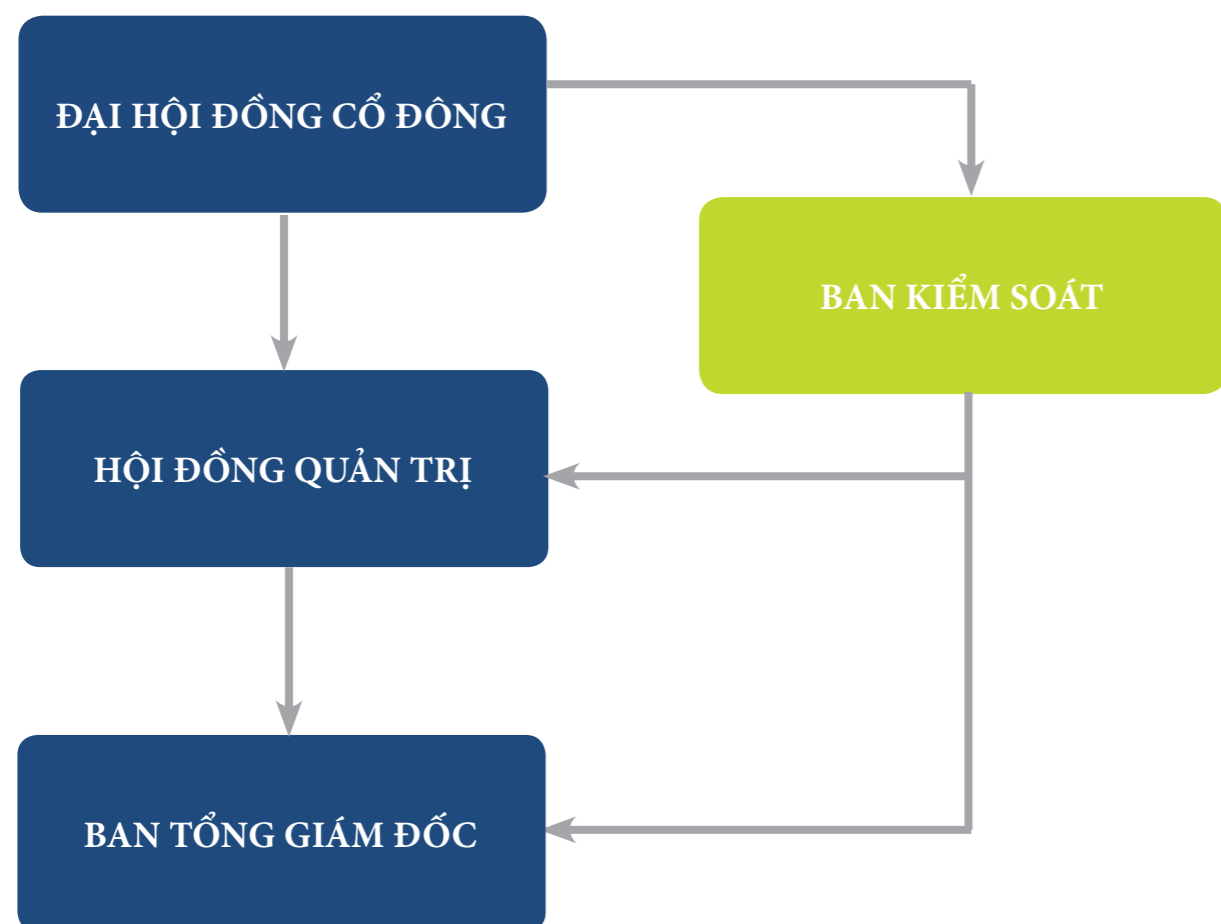 ĐẠI HỘI ĐỒNG CỔ ĐÔNG
BAN KIỂM SOÁT
HỘI ĐỒNG QUẢN TRỊ
BAN TỔNG GIÁM ĐỐC